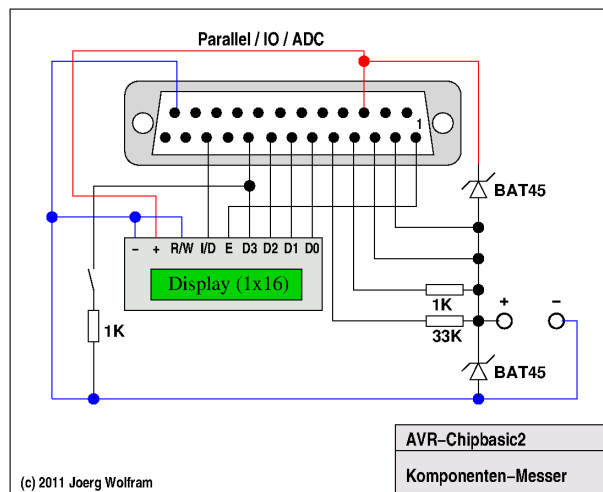 Parallel / IO / ADC
1
BAT45
− + R/W I/D E D3 D2 D1 D0
Display (1x16)
1K
+ −
33K
1K
BAT45
AVR−Chipbasic2
Komponenten−Messer
(c) 2011 Joerg Wolfram